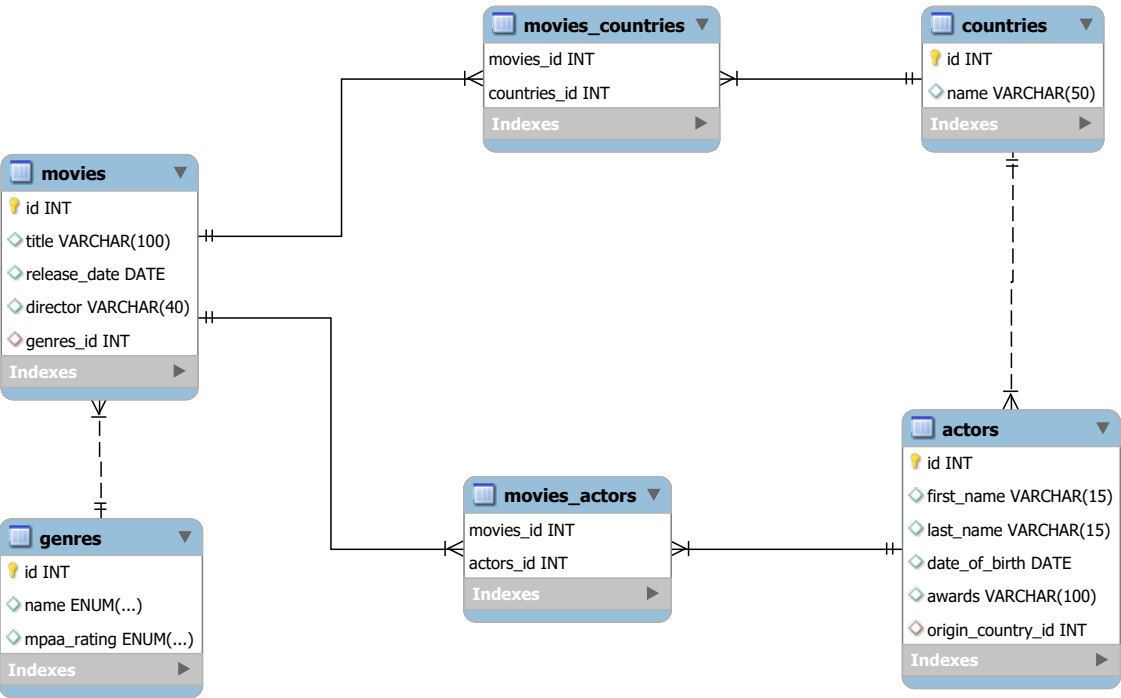 movies_countries
movies_id INT
countries_id INT
Indexes
countries
id INT
name VARCHAR(50)
Indexes
movies
id INT
title VARCHAR(100)
release_date DATE
director VARCHAR(40)
genres_id INT
Indexes
actors
id INT
first_name VARCHAR(15)
last_name VARCHAR(15)
date_of_birth DATE
awards VARCHAR(100)
origin_country_id INT
Indexes
movies_actors
movies_id INT
actors_id INT
Indexes
genres
id INT
name ENUM(...)
mpaa_rating ENUM(...)
Indexes